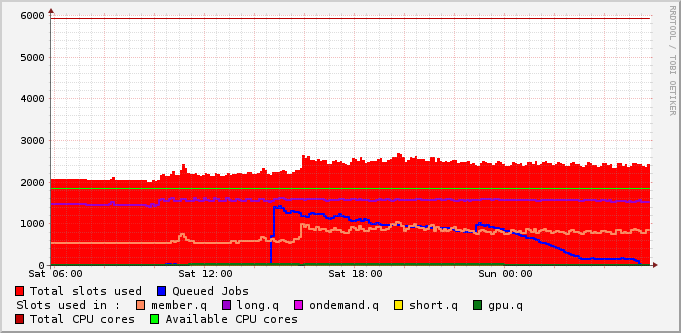 6000
5000
4000
3000
2000
1000
0
Sat 06:00 Sat 12:00 Sat 18:00 Sun 00:00
Total slots used Queued Jobs
Slots used in : member.q long.q ondemand.q short.q gpu.q
Total CPU cores Available CPU cores
RRDTOOL / TOBI OETIKER